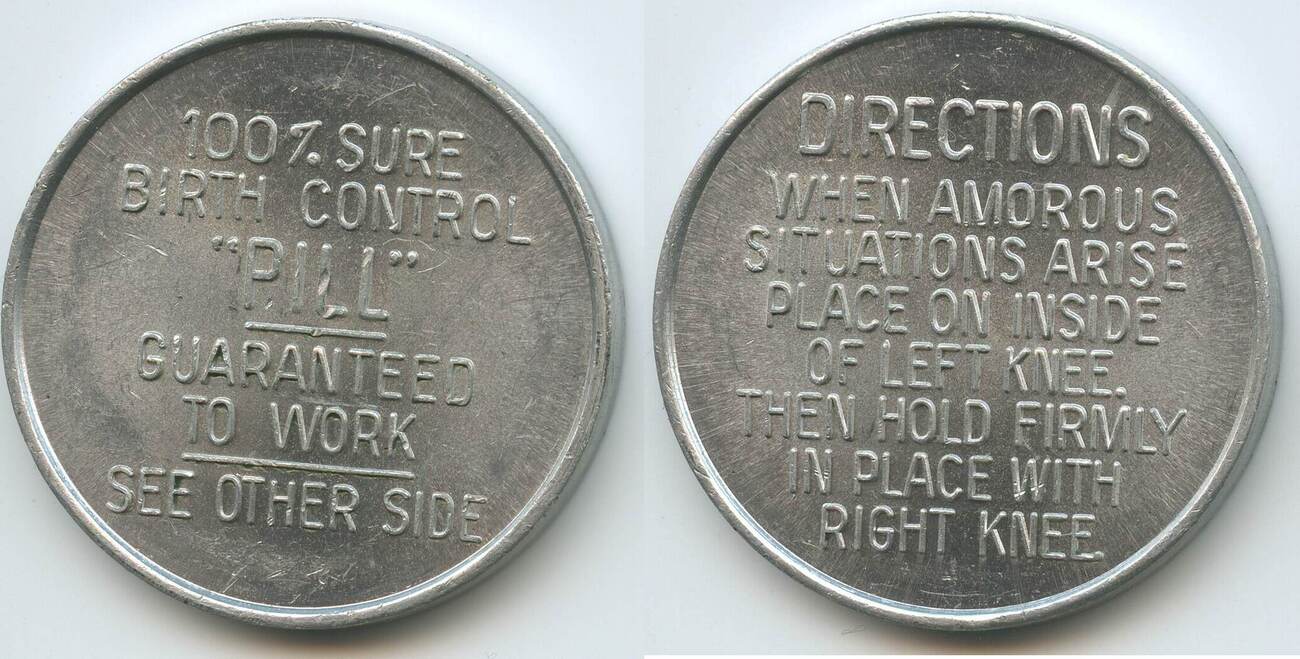 100% SURE
BIRTH CONTROL
"PILL"
GUARANTEED
TO WORK
SEE OTHER SIDE
DIRECTIONS
WHEN AMOROUS
SITUATIONS ARISE
PLACE ON INSIDE
OF LEFT KNEE.
THEN HOLD FIRMLY
IN PLACE WITH
RIGHT KNEE.